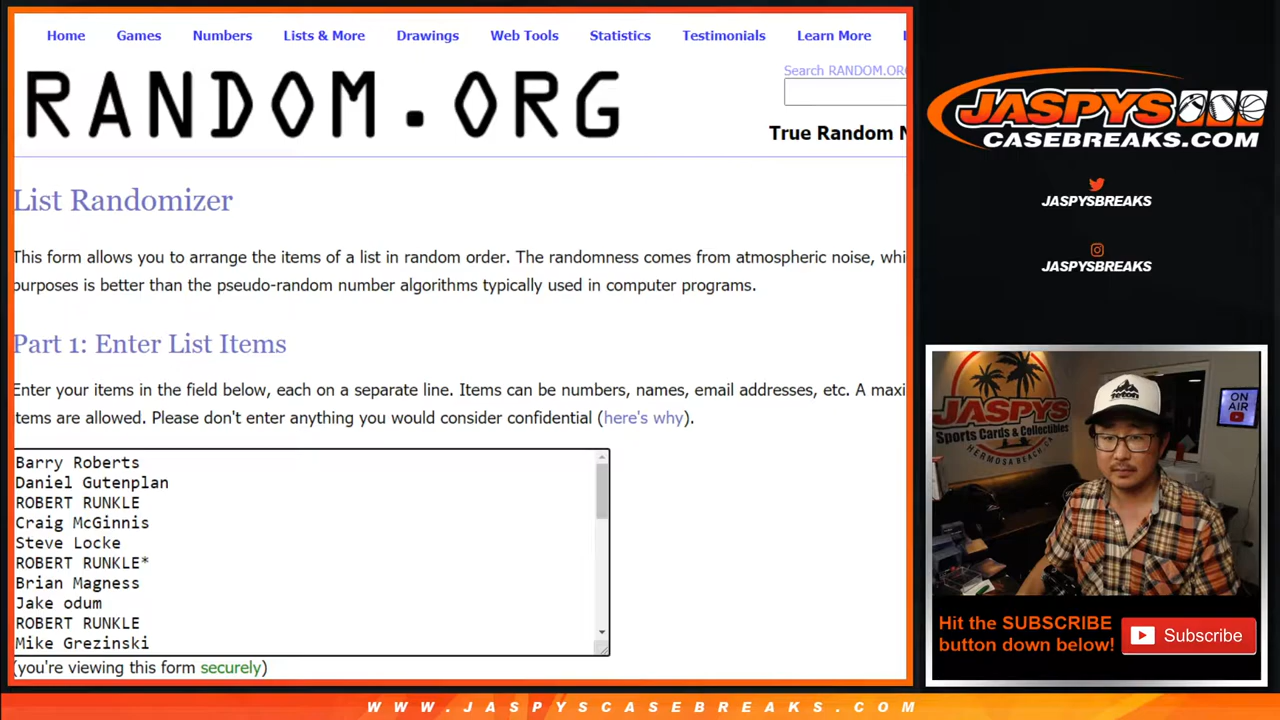 Home Games Numbers Lists & More Drawings Web Tools Statistics Testimonials Learn More
Search RANDOM.ORG
RANDOM.ORG
True Random
List Randomizer
This form allows you to arrange the items of a list in random order. The randomness comes from atmospheric noise,
purposes is better than the pseudo-random number algorithms typically used in computer programs.
Part 1: Enter List Items
Enter your items in the field below, each on a separate line. Items can be numbers, names, email addresses, etc. A
items are allowed. Please don't enter anything you would consider confidential (here's why).
Barry Roberts
Daniel Gutenplan
ROBERT RUNKLE
Craig McGinnis
Steve Locke
ROBERT RUNKLE*
Brian Magness
Jake odum
ROBERT RUNKLE
Mike Grezinski
(you're viewing this form securely)
JASPYS
CASEBREAKS.COM
JASPYSBREAKS
JASPYSBREAKS
JASPYS
Sports Cards & Collectibles
HERMOSA BEACH, CA
teton
ON
AIR
Hit the SUBSCRIBE
button down below!
Subscribe
WWW.JASPYSCASEBREAKS.COM